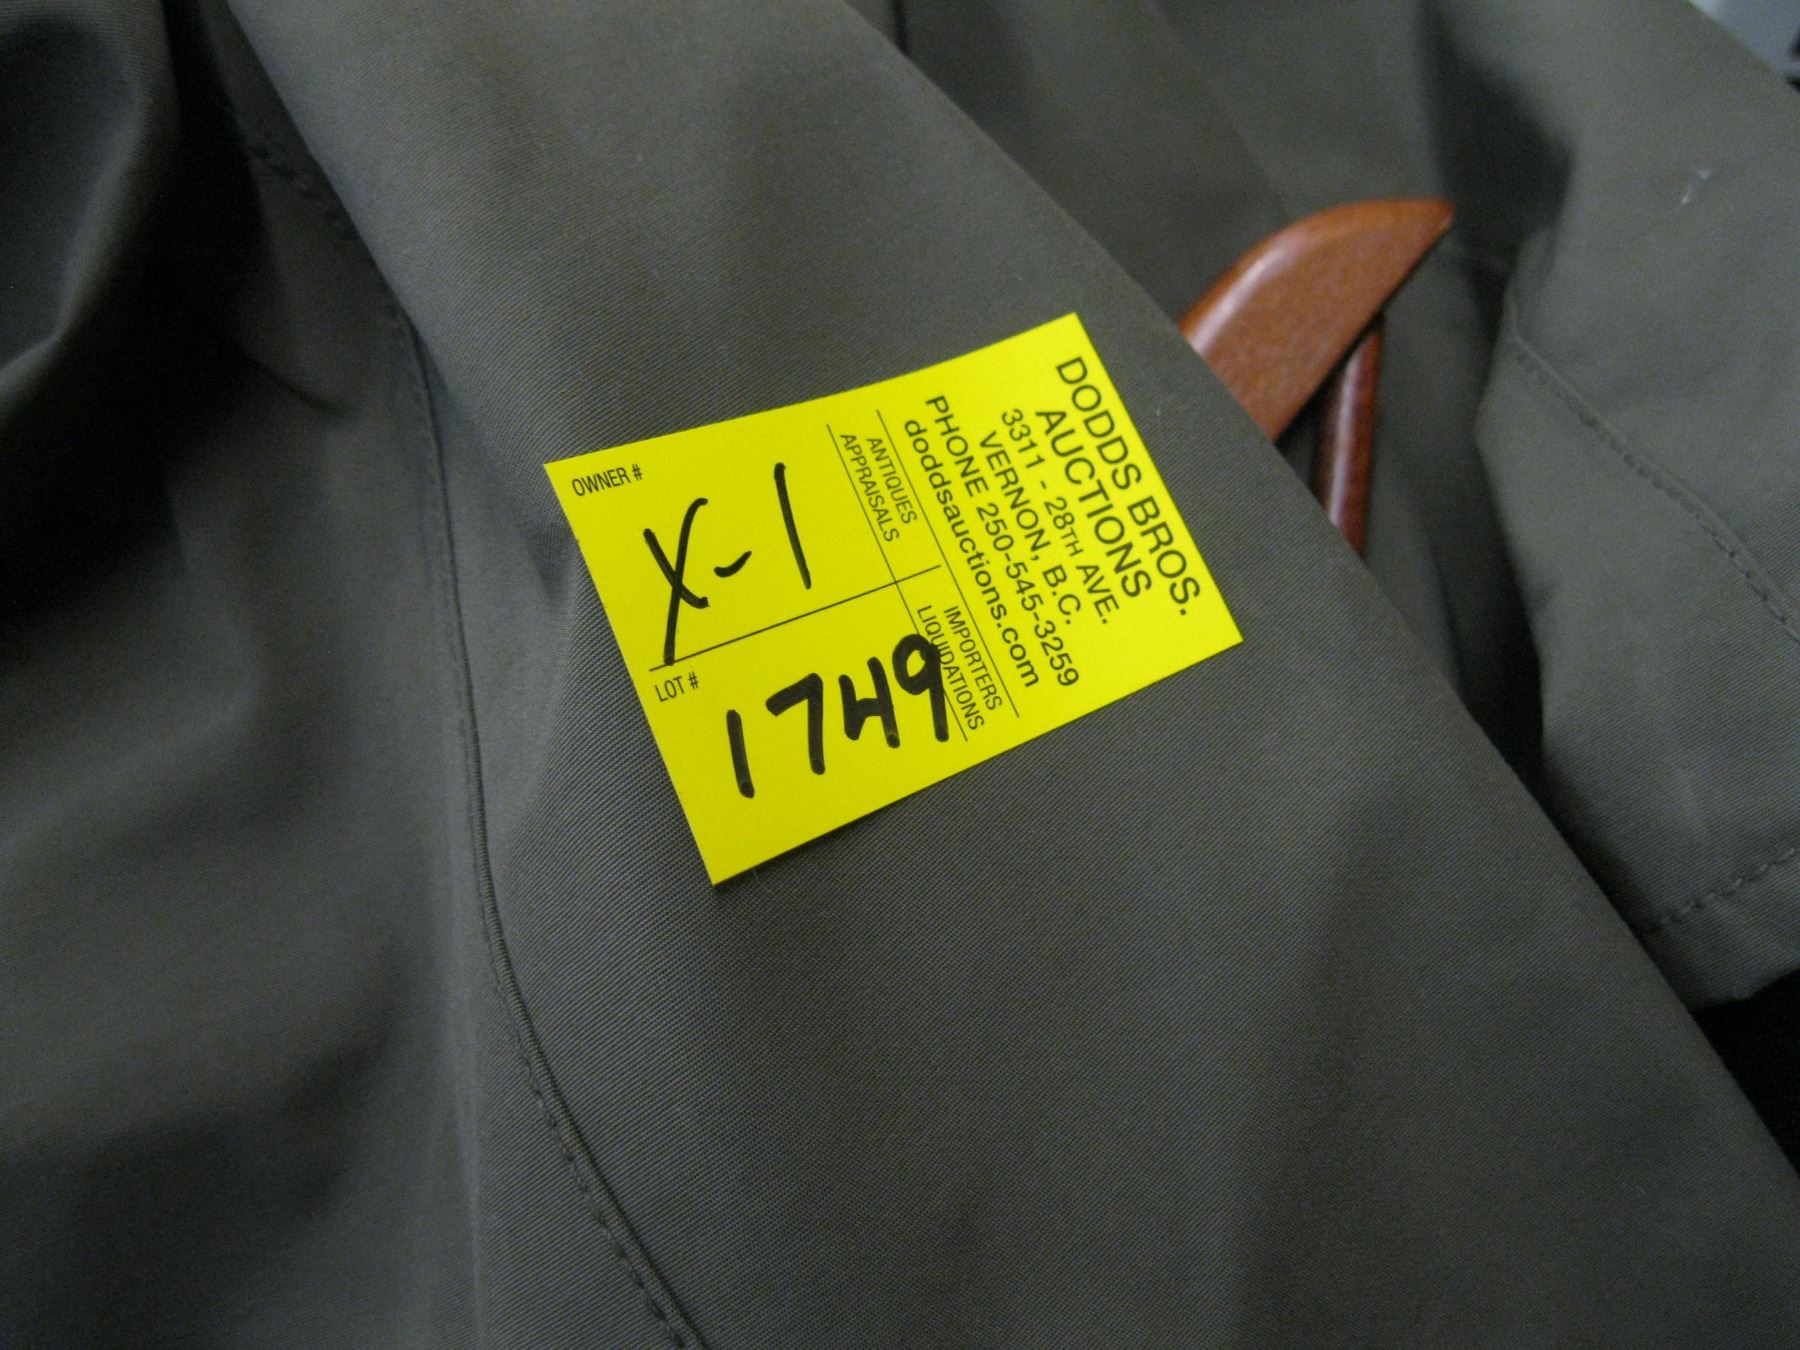 DODDS BROS.
AUCTIONS
3311 - 28TH AVE.
VERNON, B.C.
PHONE 250-545-3259
doddsauctions.com
ANTIQUES
APPRAISALS
IMPORTERS
LIQUIDATIONS
OWNER #
X-1
LOT #
1749